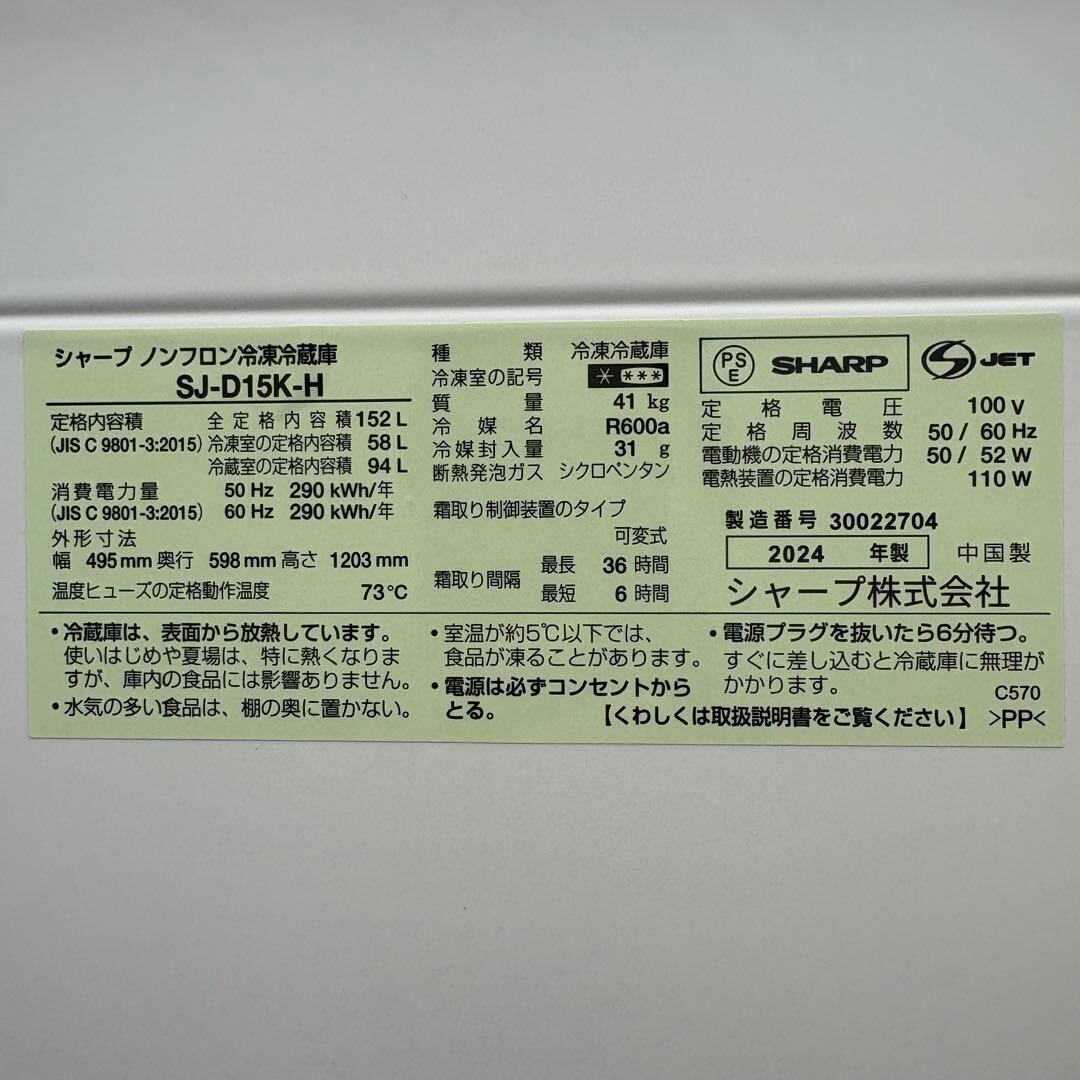 シャープ ノンフロン冷凍冷蔵庫
SJ-D15K-H
定格内容積 全定格内容積 152 L
(JIS C 9801-3:2015) 冷凍室の定格内容積 58 L
冷蔵室の定格内容積 94 L
消費電力量 50 Hz 290 kWh/年
(JIS C 9801-3:2015) 60 Hz 290 kWh/年
外形寸法
幅 495 mm 奥行 598 mm 高さ 1203 mm
温度ヒューズの定格動作温度 73℃
種類 冷凍冷蔵庫
冷凍室の記号 * ***
質量 41 kg
冷媒名 R600a
冷媒封入量 31 g
断熱発泡ガス シクロペンタン
霜取り制御装置のタイプ
可変式
霜取り間隔 最長 36 時間
最短 6 時間
PSE SHARP JET
定格電圧 100 V
定格周波数 50 / 60 Hz
電動機の定格消費電力 50 / 52 W
電熱装置の定格消費電力 110 W
製造番号 30022704
2024 年製 中国製
シャープ株式会社
・冷蔵庫は、表面から放熱しています。
使いはじめや夏場は、特に熱くなりま
すが、庫内の食品には影響ありません。
・水気の多い食品は、棚の奥に置かない。
・室温が約5℃以下では、
食品が凍ることがあります。
・電源は必ずコンセントから
とる。
・電源プラグを抜いたら6分待つ。
すぐに差し込むと冷蔵庫に無理が
かかります。 C570
【くわしくは取扱説明書をご覧ください】 >PP<